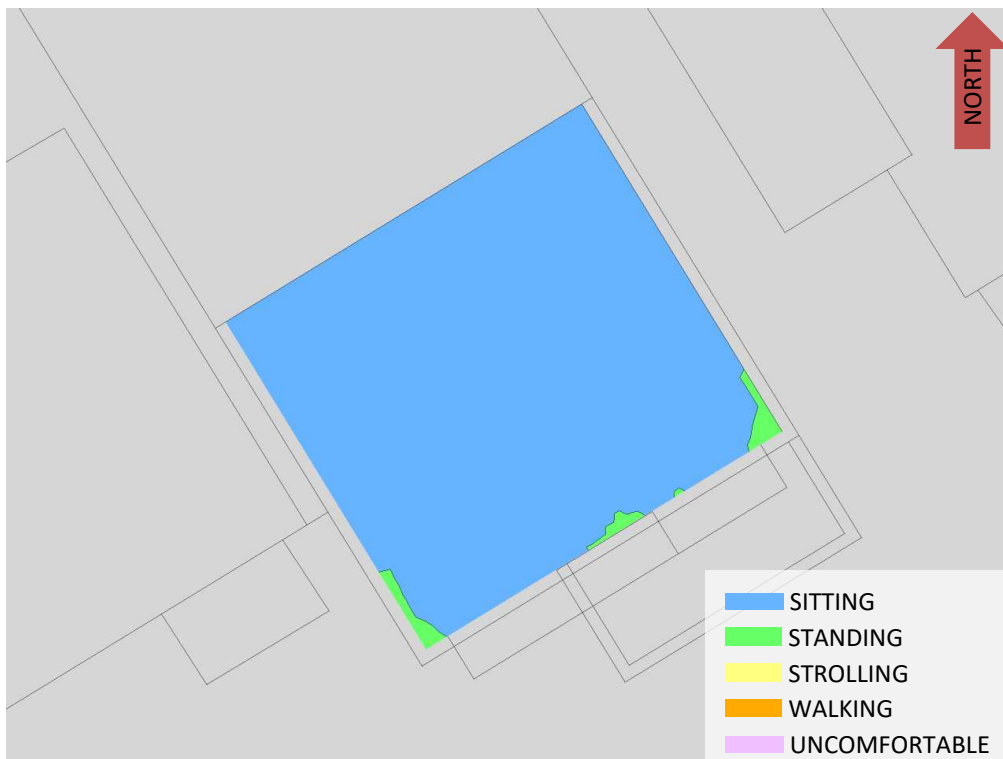 NORTH
SITTING
STANDING
STROLLING
WALKING
UNCOMFORTABLE